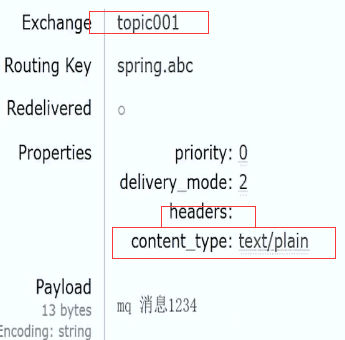 Exchange topic001
Routing Key spring.abc
Redelivered ○
Properties priority: 0
delivery_mode: 2
headers:
content_type: text/plain
Payload
13 bytes
mq 消息1234
Encoding: string